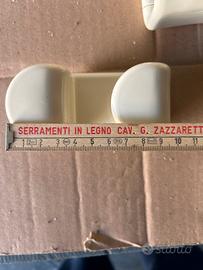 SERRAMENTI IN LEGNO CAV. G. ZAZZARETT
1 2 3 4 5 6 7 8 9 10 11
subito